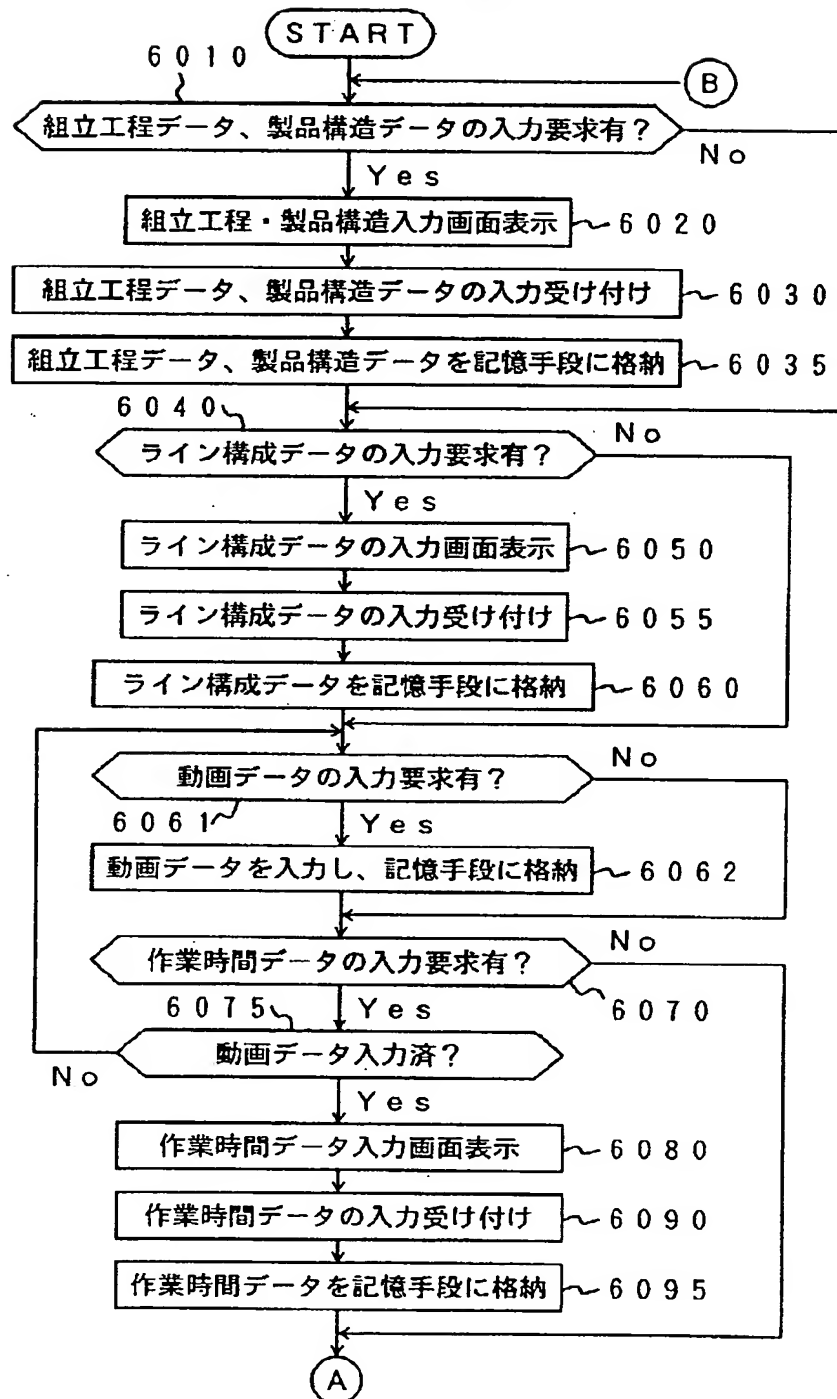 START
6010
B
組立工程データ、製品構造データの入力要求有？
No
Yes
組立工程・製品構造入力画面表示 6020
組立工程データ、製品構造データの入力受け付け 6030
組立工程データ、製品構造データを記憶手段に格納 6035
6040
No
ライン構成データの入力要求有？
Yes
ライン構成データの入力画面表示 6050
ライン構成データの入力受け付け 6055
ライン構成データを記憶手段に格納 6060
No
動画データの入力要求有？
6061
Yes
動画データを入力し、記憶手段に格納 6062
No
作業時間データの入力要求有？
6075
Yes
6070
動画データ入力済？
No
Yes
作業時間データ入力画面表示 6080
作業時間データの入力受け付け 6090
作業時間データを記憶手段に格納 6095
A